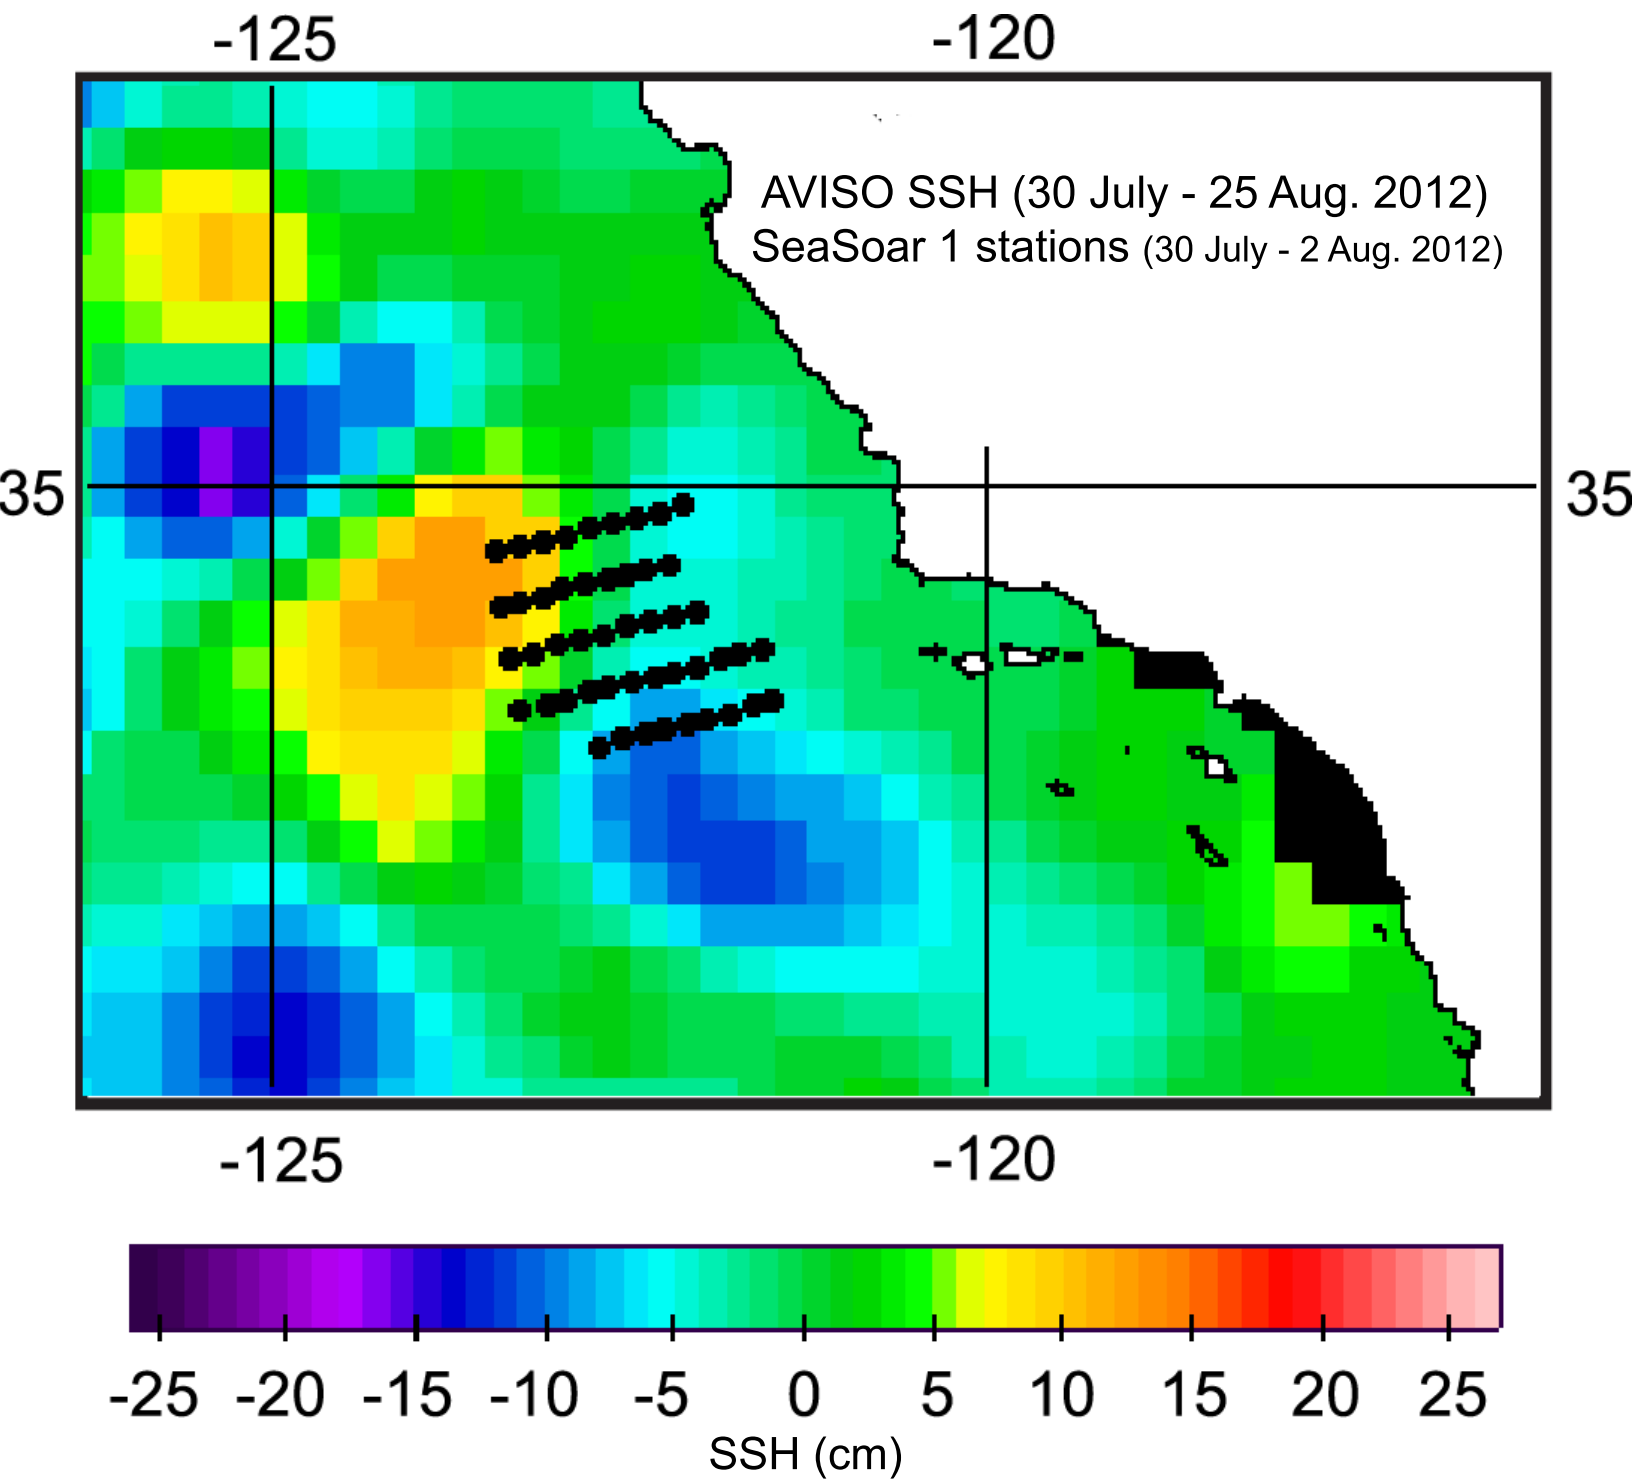 -125 -120
AVISO SSH (30 July - 25 Aug. 2012)
SeaSoar 1 stations (30 July - 2 Aug. 2012)
35 35
-125 -120
-25 -20 -15 -10 -5 0 5 10 15 20 25
SSH (cm)